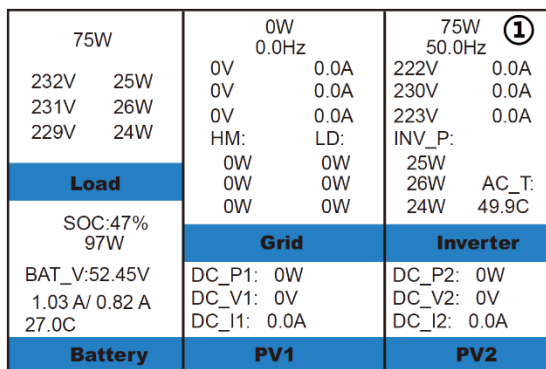 75W
232V 25W
231V 26W
229V 24W
Load
SOC:47%
97W
BAT_V:52.45V
1.03 A/ 0.82 A
27.0C
Battery
0W
0.0Hz
0V 0.0A
0V 0.0A
0V 0.0A
HM: LD:
0W 0W
0W 0W
0W 0W
Grid
DC_P1: 0W
DC_V1: 0V
DC_I1: 0.0A
PV1
75W ①
50.0Hz
222V 0.0A
230V 0.0A
223V 0.0A
INV_P:
25W
26W AC_T:
24W 49.9C
Inverter
DC_P2: 0W
DC_V2: 0V
DC_I2: 0.0A
PV2